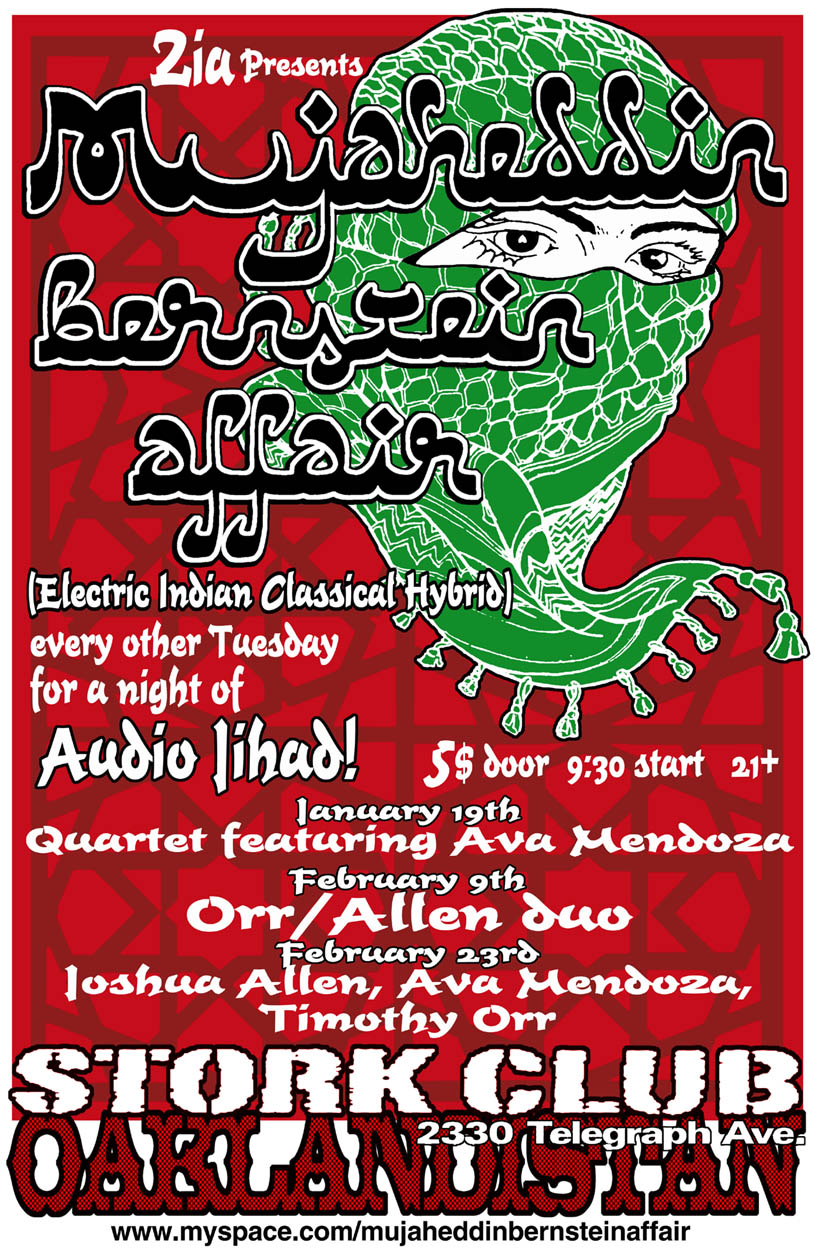 Zia Presents
Mujaheddin
Bernstein
Affair
(Electric Indian Classical Hybrid)
every other Tuesday
for a night of
Audio Jihad!
5$ door 9:30 start 21+
January 19th
Quartet featuring Ava Mendoza
February 9th
Orr/Allen duo
February 23rd
Joshua Allen, Ava Mendoza,
Timothy Orr
STORK CLUB
2330 Telegraph Ave.
OAKLANDISTAN
www.myspace.com/mujaheddinbernsteinaffair